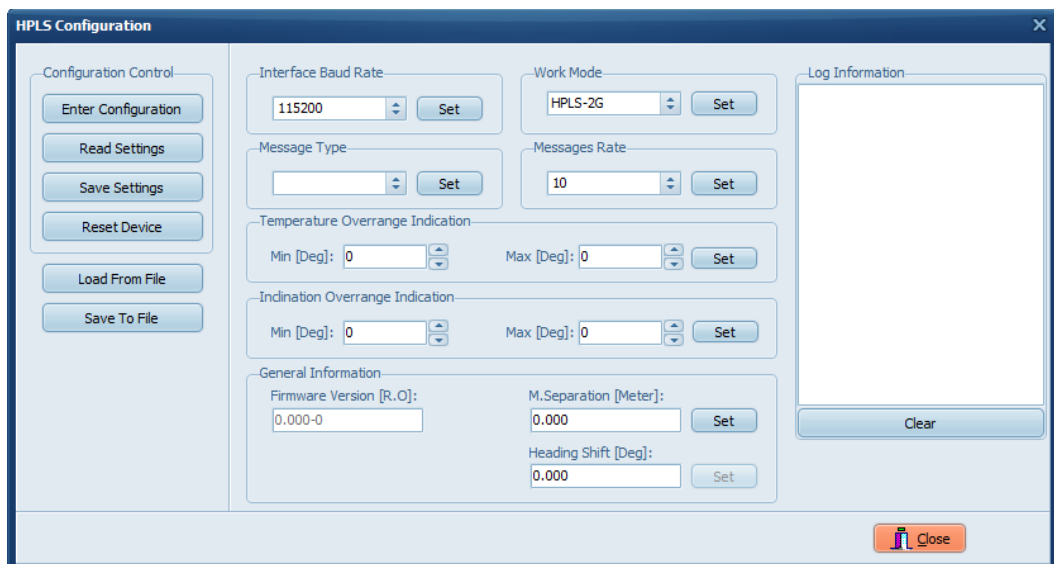 HPLS Configuration
Configuration Control
Enter Configuration
Read Settings
Save Settings
Reset Device
Load From File
Save To File
Interface Baud Rate
115200 Set
Work Mode
HPLS-2G Set
Message Type
Set
Messages Rate
10 Set
Temperature Overrange Indication
Min [Deg]: 0 Max [Deg]: 0 Set
Inclination Overrange Indication
Min [Deg]: 0 Max [Deg]: 0 Set
General Information
Firmware Version [R.O]:
0.000-0
M.Separation [Meter]:
0.000 Set
Heading Shift [Deg]:
0.000 Set
Log Information
Clear
Close